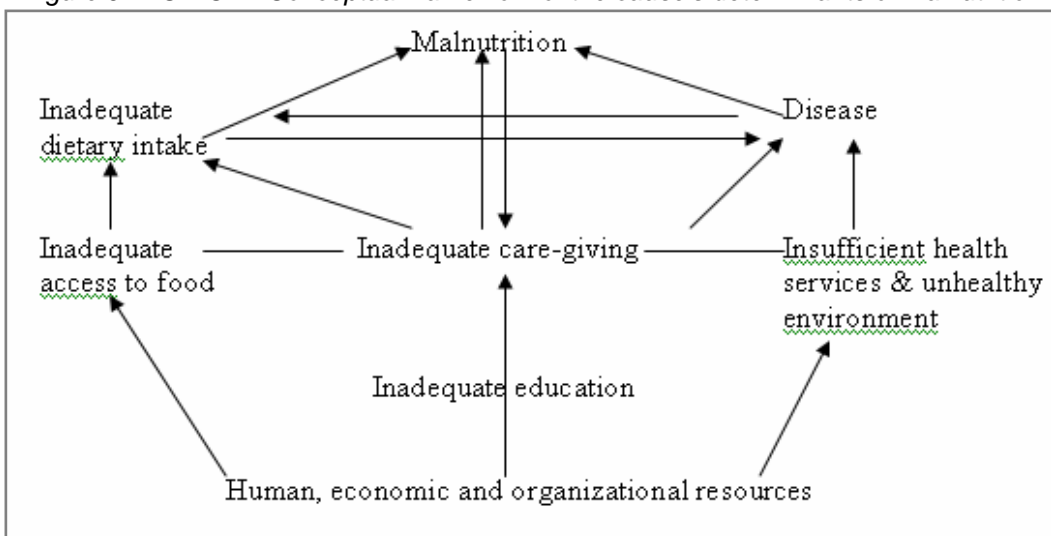 Malnutrition
Inadequate
dietary intake
Disease
Inadequate
access to food
Inadequate care-giving
Insufficient health
services & unhealthy
environment
Inadequate education
Human, economic and organizational resources